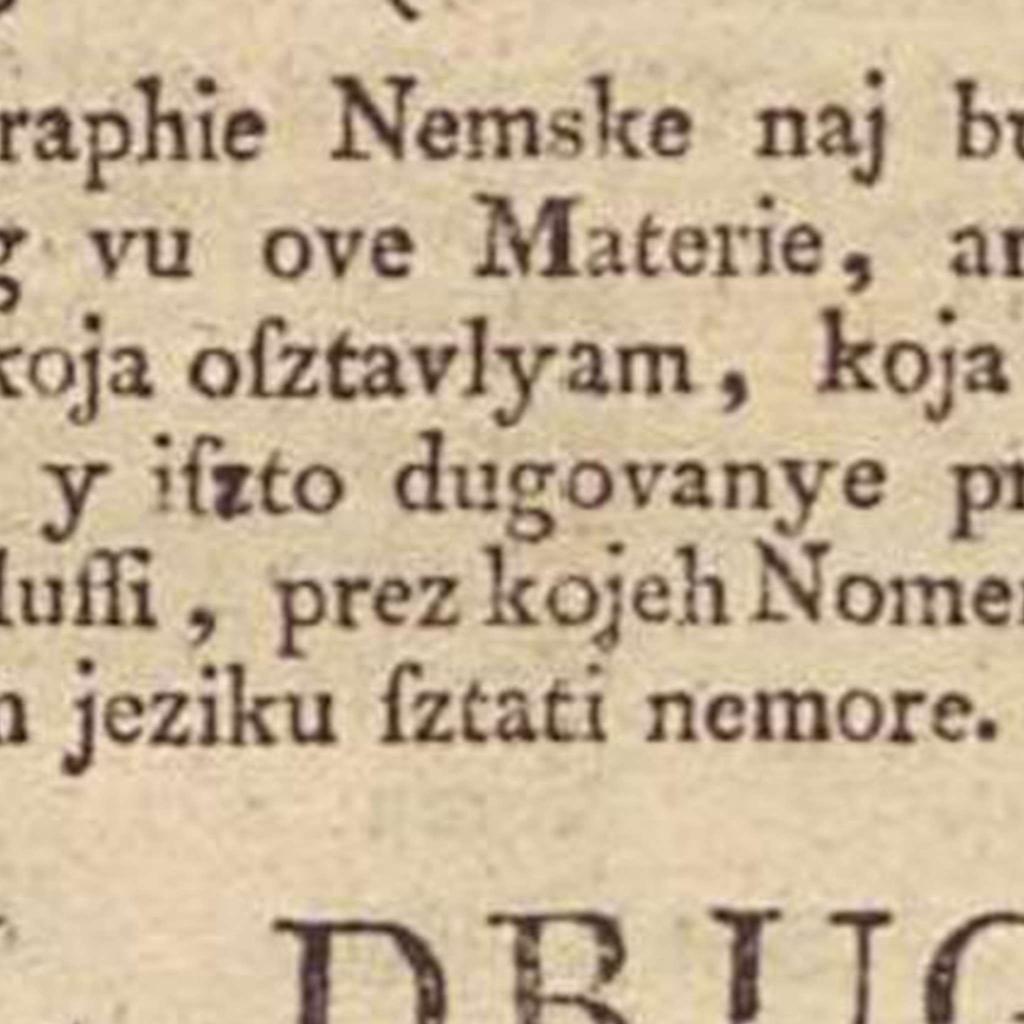 raphie Nemske naj bu
g vu ove Materie, an
koja oſztavlyam, koja
y iſzto dugovanye pr
luſſi, prez kojeh Nomen
m jeziku ſztati nemore.
DRUG